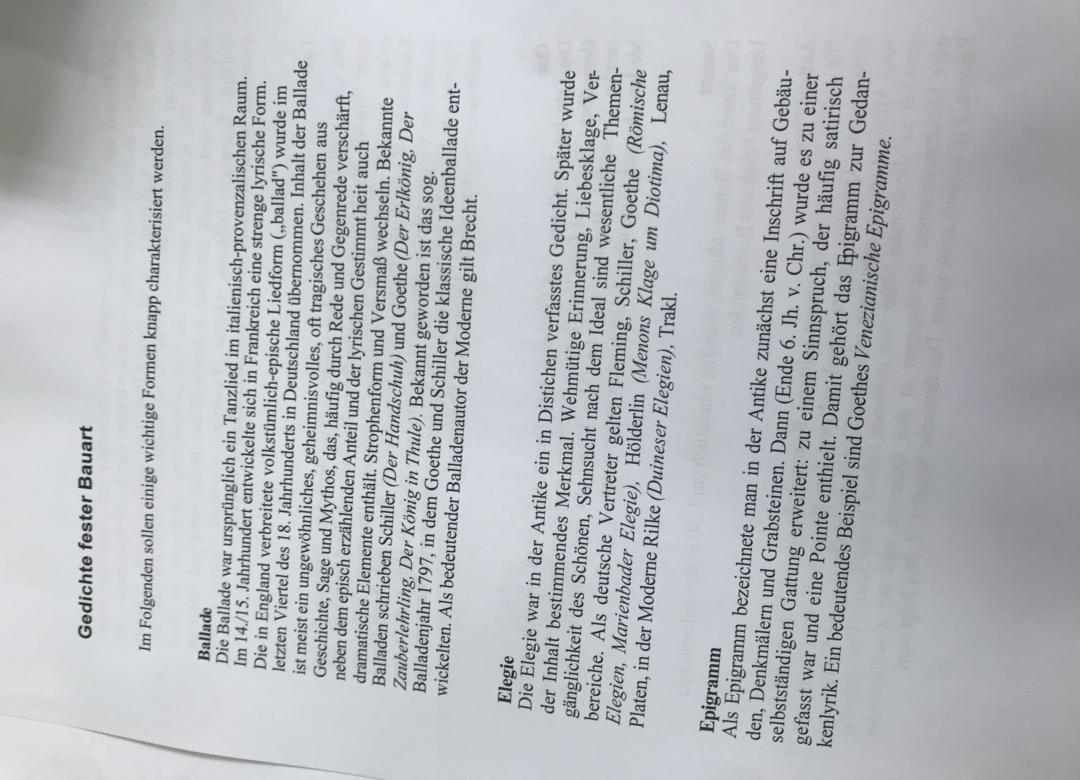 Gedichte fester Bauart
Im Folgenden sollen einige wichtige Formen knapp charakterisiert werden.
Ballade
Die Ballade war ursprünglich ein Tanzlied im italienisch-provenzalischen Raum.
Im 14./15. Jahrhundert entwickelte sich in Frankreich eine strenge lyrische Form.
Die in England verbreitete volkstümlich-epische Liedform („ballad") wurde im
letzten Viertel des 18. Jahrhunderts in Deutschland übernommen. Inhalt der Ballade
ist meist ein ungewöhnliches, geheimnisvolles, oft tragisches Geschehen aus
Geschichte, Sage und Mythos, das, häufig durch Rede und Gegenrede verschärft,
neben dem episch erzählenden Anteil und der lyrischen Gestimmtheit auch
dramatische Elemente enthält. Strophenform und Versmaß wechseln. Bekannte
Balladen schrieben Schiller (Der Handschuh) und Goethe (Der Erlkönig, Der
Zauberlehrling, Der König in Thule). Bekannt geworden ist das sog.
Balladenjahr 1797, in dem Goethe und Schiller die klassische Ideenballade ent-
wickelten. Als bedeutender Balladenautor der Moderne gilt Brecht.
Elegie
Die Elegie war in der Antike ein in Distichen verfasstes Gedicht. Später wurde
der Inhalt bestimmendes Merkmal. Wehmütige Erinnerung, Liebesklage, Ver-
gänglichkeit des Schönen, Sehnsucht nach dem Ideal sind wesentliche Themen-
bereiche. Als deutsche Vertreter gelten Fleming, Schiller, Goethe (Römische
Elegien, Marienbader Elegie), Hölderlin (Menons Klage um Diotima), Lenau,
Platen, in der Moderne Rilke (Duineser Elegien), Trakl.
Epigramm
Als Epigramm bezeichnete man in der Antike zunächst eine Inschrift auf Gebäu-
den, Denkmälern und Grabsteinen. Dann (Ende 6. Jh. v. Chr.) wurde es zu einer
selbstständigen Gattung erweitert: zu einem Sinnspruch, der häufig satirisch
gefasst war und eine Pointe enthielt. Damit gehört das Epigramm zur Gedan-
kenlyrik. Ein bedeutendes Beispiel sind Goethes Venezianische Epigramme.